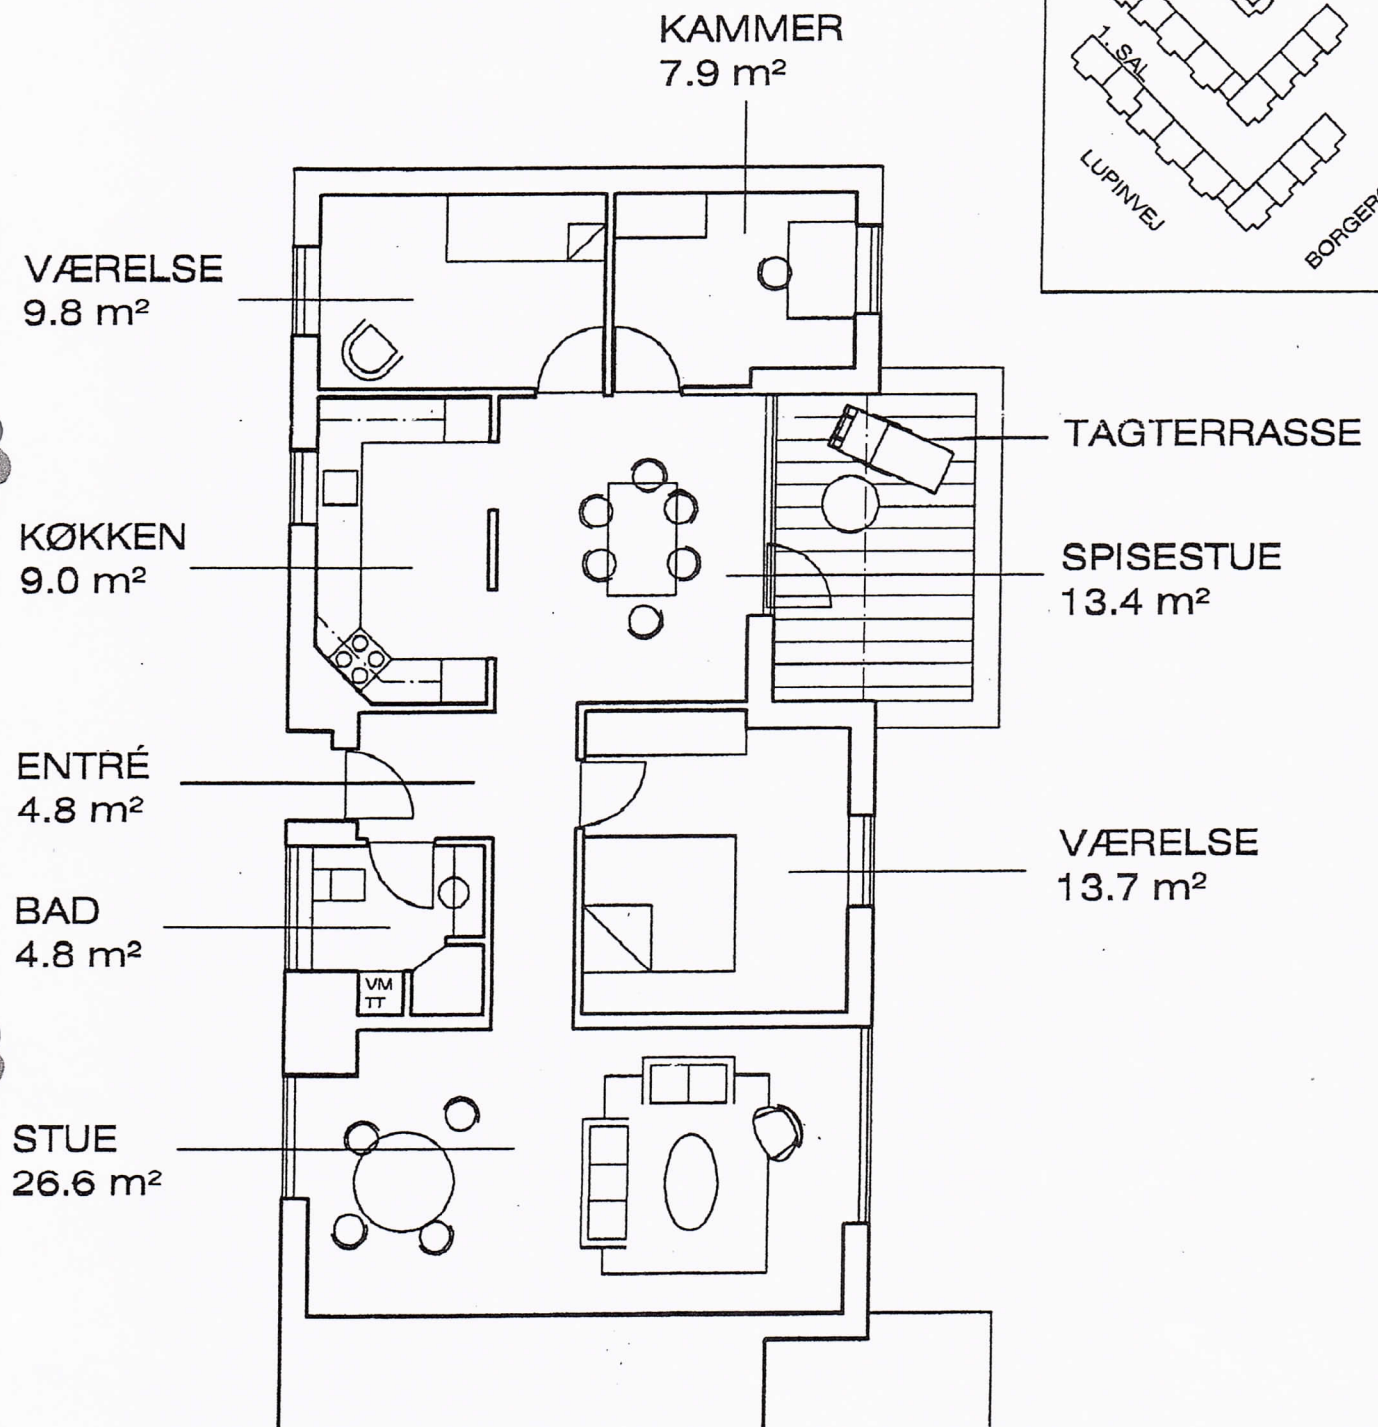 KAMMER
7.9 m²
1. SAL
LUPINVEJ
VÆRELSE
9.8 m²
TAGTERRASSE
KØKKEN
9.0 m²
SPISESTUE
13.4 m²
ENTRÉ
4.8 m²
VÆRELSE
13.7 m²
BAD
4.8 m²
VM
TT
STUE
26.6 m²